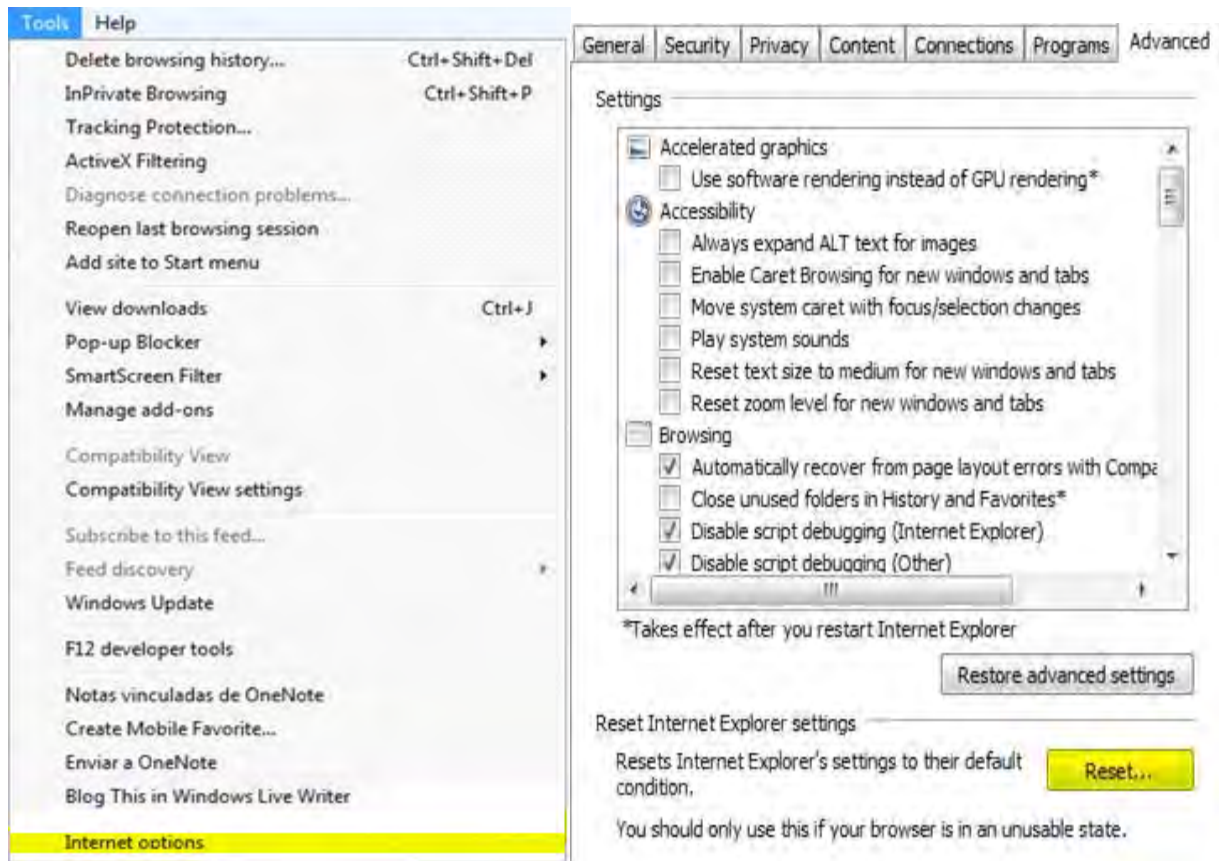 Tools Help
Delete browsing history... Ctrl+Shift+Del
InPrivate Browsing Ctrl+Shift+P
Tracking Protection...
ActiveX Filtering
Diagnose connection problems...
Reopen last browsing session
Add site to Start menu
View downloads Ctrl+J
Pop-up Blocker
SmartScreen Filter
Manage add-ons
Compatibility View
Compatibility View settings
Subscribe to this feed...
Feed discovery
Windows Update
F12 developer tools
Notas vinculadas de OneNote
Create Mobile Favorite...
Enviar a OneNote
Blog This in Windows Live Writer
Internet options
General Security Privacy Content Connections Programs Advanced
Settings
Accelerated graphics
Use software rendering instead of GPU rendering*
Accessibility
Always expand ALT text for images
Enable Caret Browsing for new windows and tabs
Move system caret with focus/selection changes
Play system sounds
Reset text size to medium for new windows and tabs
Reset zoom level for new windows and tabs
Browsing
Automatically recover from page layout errors with Compa
Close unused folders in History and Favorites*
Disable script debugging (Internet Explorer)
Disable script debugging (Other)
*Takes effect after you restart Internet Explorer
Restore advanced settings
Reset Internet Explorer settings
Resets Internet Explorer's settings to their default
condition.
Reset...
You should only use this if your browser is in an unusable state.